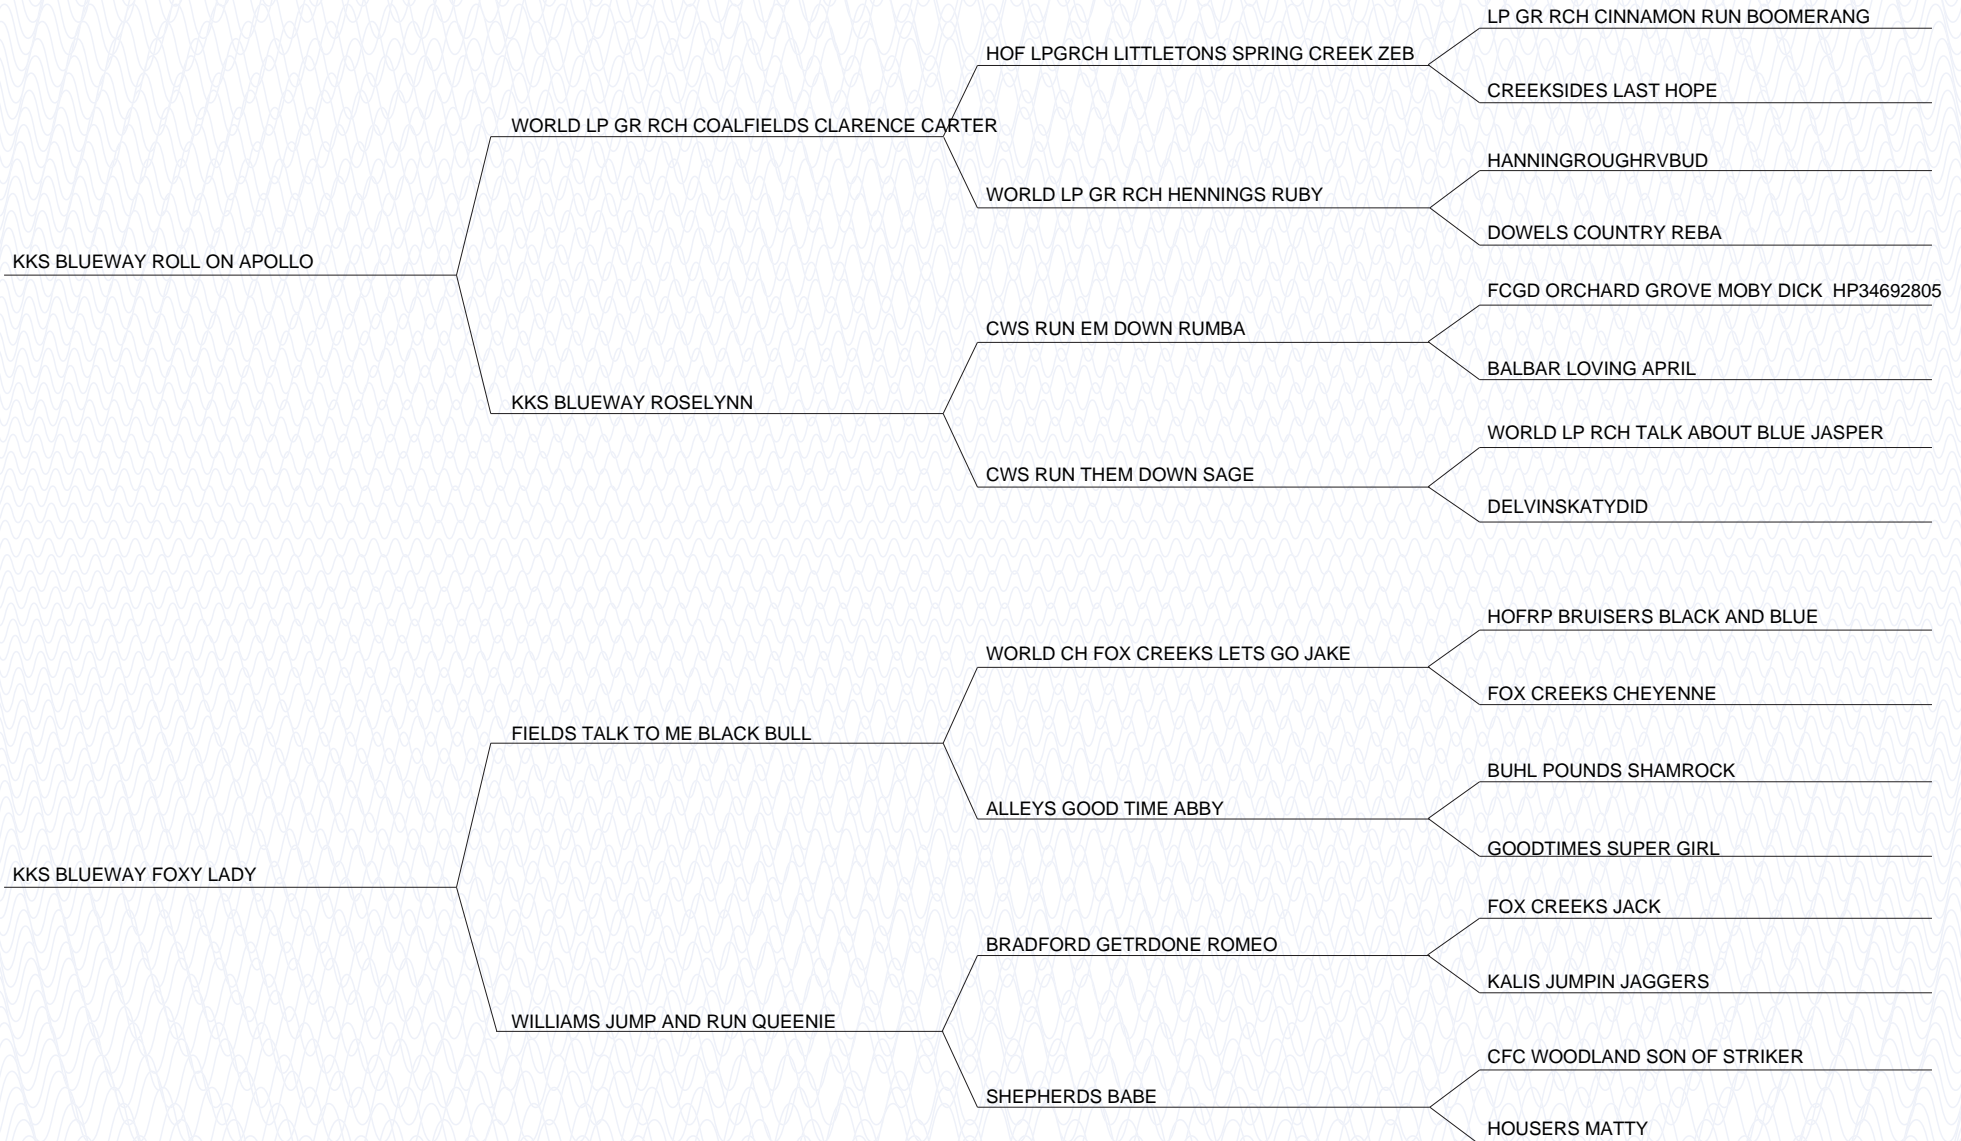 LP GR RCH CINNAMON RUN BOOMERANG
HOF LPGRCH LITTLETONS SPRING CREEK ZEB
CREEKSIDES LAST HOPE
WORLD LP GR RCH COALFIELDS CLARENCE CARTER
HANNINGROUGHRVBUD
WORLD LP GR RCH HENNINGS RUBY
DOWELS COUNTRY REBA
KKS BLUEWAY ROLL ON APOLLO
FCGD ORCHARD GROVE MOBY DICK  HP34692805
CWS RUN EM DOWN RUMBA
BALBAR LOVING APRIL
KKS BLUEWAY ROSELYNN
WORLD LP RCH TALK ABOUT BLUE JASPER
CWS RUN THEM DOWN SAGE
DELVINSKATYDID
HOFRP BRUISERS BLACK AND BLUE
WORLD CH FOX CREEKS LETS GO JAKE
FOX CREEKS CHEYENNE
FIELDS TALK TO ME BLACK BULL
BUHL POUNDS SHAMROCK
ALLEYS GOOD TIME ABBY
GOODTIMES SUPER GIRL
KKS BLUEWAY FOXY LADY
FOX CREEKS JACK
BRADFORD GETRDONE ROMEO
KALIS JUMPIN JAGGERS
WILLIAMS JUMP AND RUN QUEENIE
CFC WOODLAND SON OF STRIKER
SHEPHERDS BABE
HOUSERS MATTY